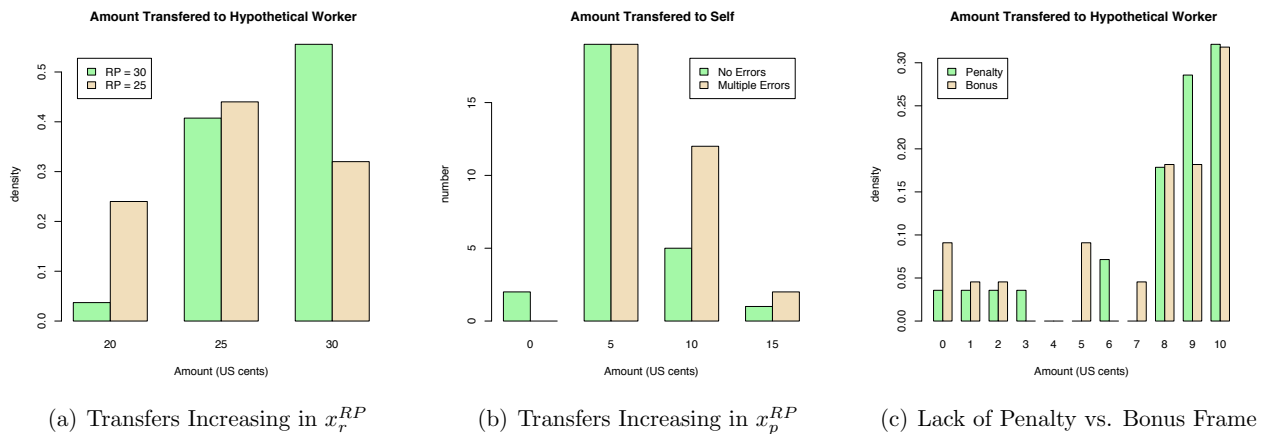 Amount Transfered to Hypothetical Worker
RP = 30
RP = 25
density
0.0 0.1 0.2 0.3 0.4 0.5
20 25 30
Amount (US cents)
(a) Transfers Increasing in x_r^{RP}
Amount Transfered to Self
No Errors
Multiple Errors
number
0 5 10 15
0 5 10 15
Amount (US cents)
(b) Transfers Increasing in x_p^{RP}
Amount Transfered to Hypothetical Worker
Penalty
Bonus
density
0.00 0.05 0.10 0.15 0.20 0.25 0.30
0 1 2 3 4 5 6 7 8 9 10
Amount (US cents)
(c) Lack of Penalty vs. Bonus Frame